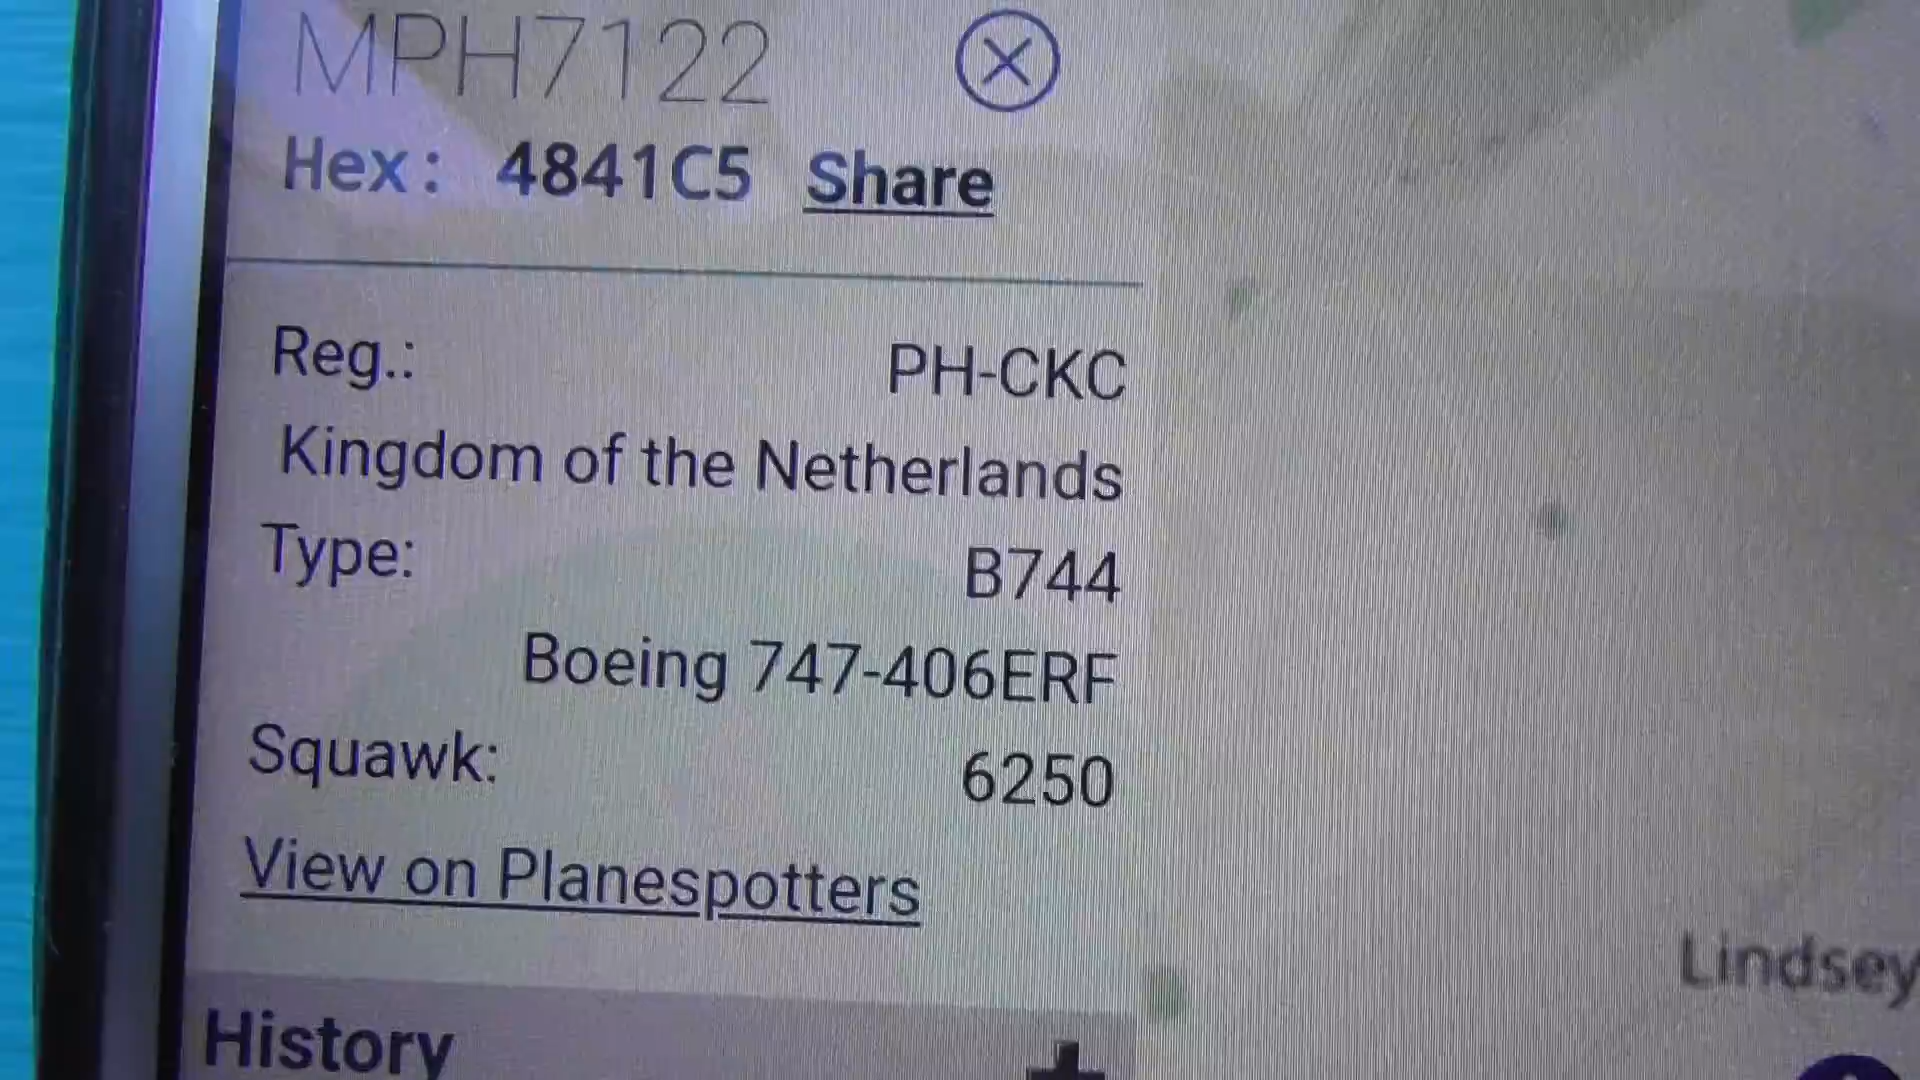 MPH7122
Hex: 4841C5 Share
Reg.: PH-CKC
Kingdom of the Netherlands
Type: B744
Boeing 747-406ERF
Squawk: 6250
View on Planespotters
Lindsey
History +